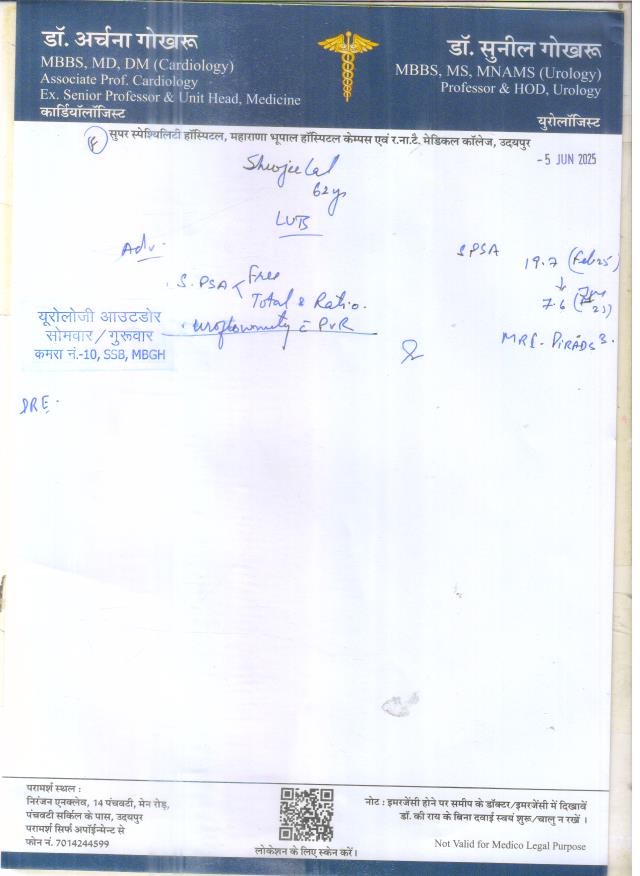 डॉ. अर्चना गोखरू
MBBS, MD, DM (Cardiology)
Associate Prof. Cardiology
Ex. Senior Professor & Unit Head, Medicine
कार्डियॉलॉजिस्ट
डॉ. सुनील गोखरू
MBBS, MS, MNAMS (Urology)
Professor & HOD, Urology
युरोलॉजिस्ट
सुपर स्पेश्यिलिटी हॉस्पिटल, महाराणा भूपाल हॉस्पिटल केम्पस एवं र.ना.टै. मेडिकल कॉलेज, उदयपुर
- 5 JUN 2025
62 y
LUTS
Adv.
S. PSA Free
Total & Ratio.
uroflowmetry c̄ PVR
SPSA
19.7 (Feb 25)
↓
7.6
MRI - PiRADS 3.
यूरोलोजी आउटडोर
सोमवार / गुरूवार
कमरा नं.-10, SSB, MBGH
DRE.
परामर्श स्थल :
निरंजन एनक्लेव, 14 पंचवटी, मेन रोड़,
पंचवटी सर्किल के पास, उदयपुर
परामर्श सिर्फ अपॉईन्मेण्ट से
फोन नं. 7014244599
लोकेशन के लिए स्केन करें।
नोट : इमरजेंसी होने पर समीप के डॉक्टर/इमरजेंसी में दिखावें
डॉ. की राय के बिना दवाई स्वयं शुरू/चालु न रखें ।
Not Valid for Medico Legal Purpose